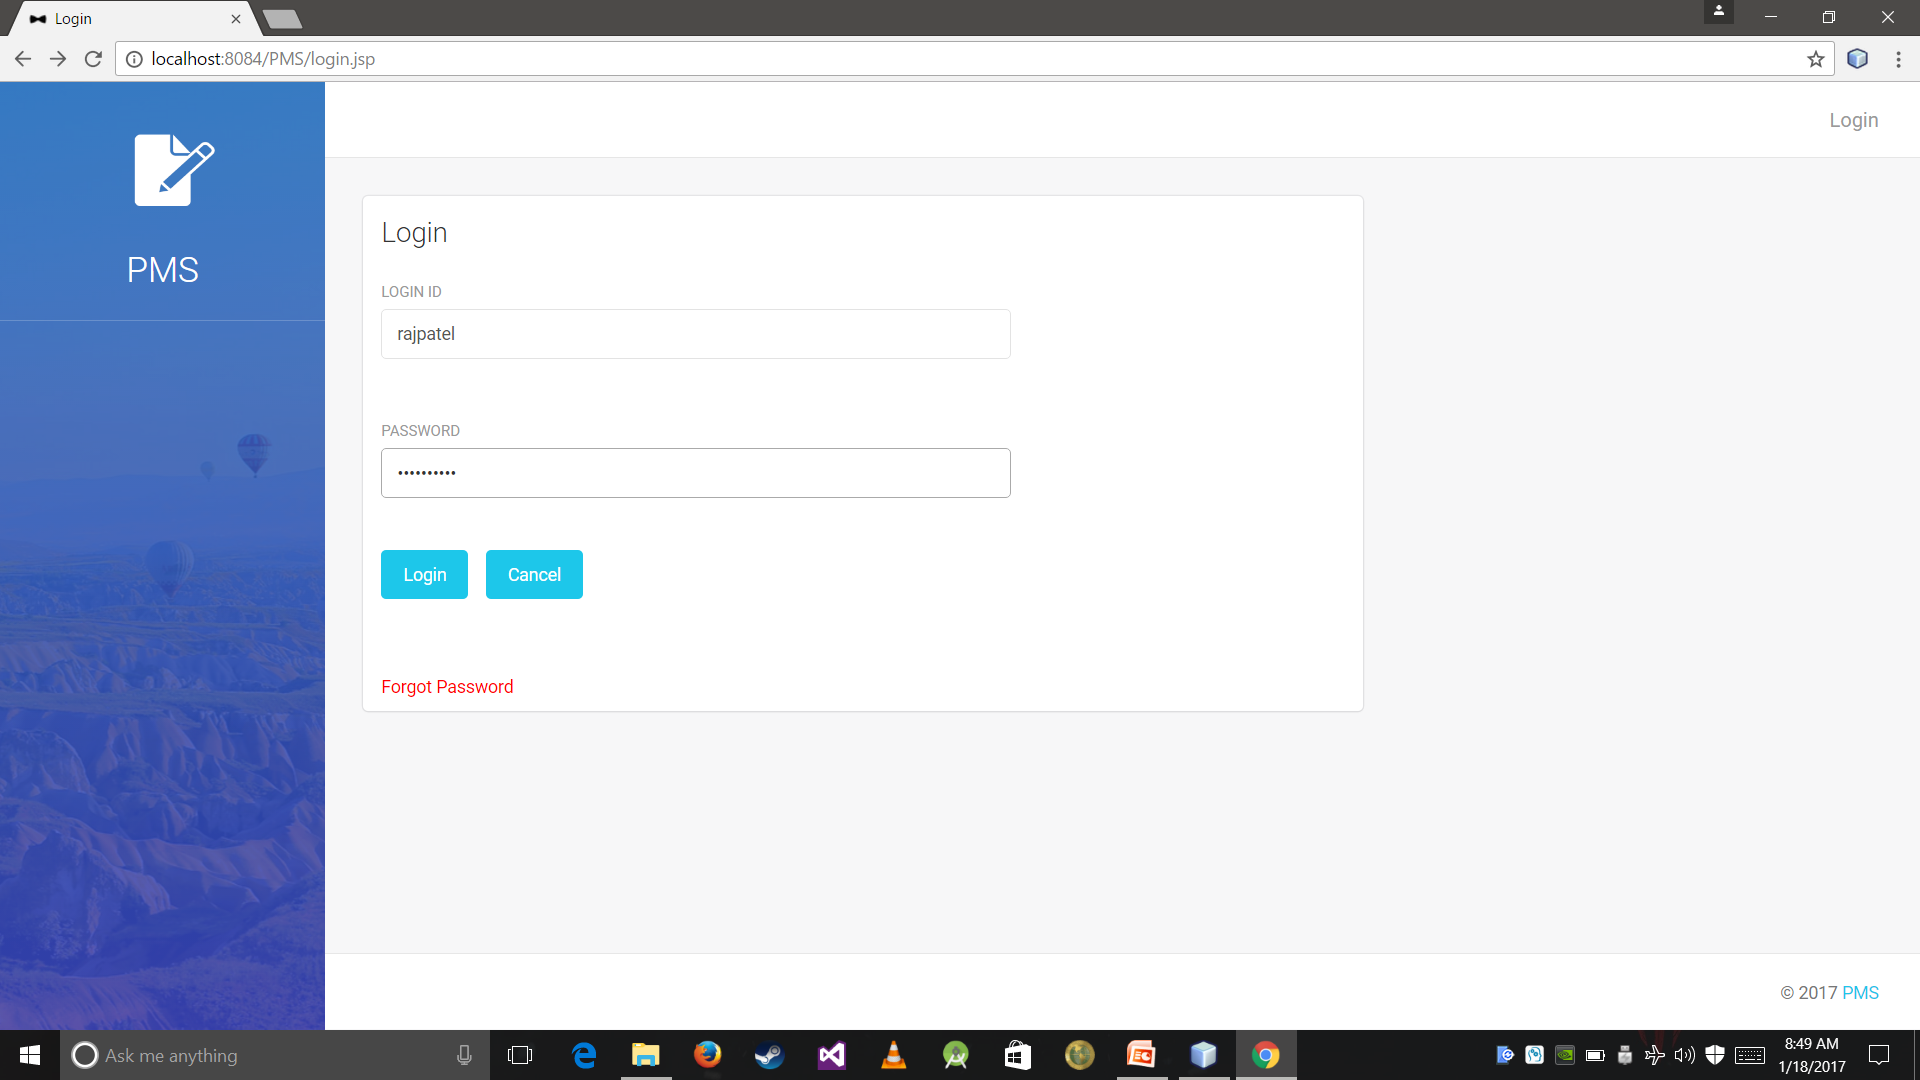 Login
localhost:8084/PMS/login.jsp
Login
PMS
Login
LOGIN ID
rajpatel
PASSWORD
••••••••••
Login Cancel
Forgot Password
© 2017 PMS
Ask me anything
8:49 AM
1/18/2017